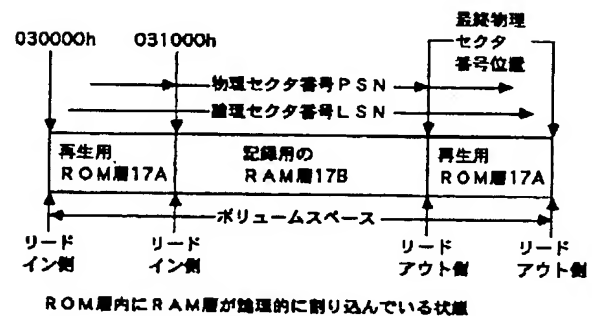 030000h
031000h
最終物理
セクタ
番号位置
物理セクタ番号PSN
論理セクタ番号LSN
再生用
ROM層17A
記録用の
RAM層17B
再生用
ROM層17A
ボリュームスペース
リード
イン側
リード
イン側
リード
アウト側
リード
アウト側
ROM層内にRAM層が論理的に割り込んでいる状態